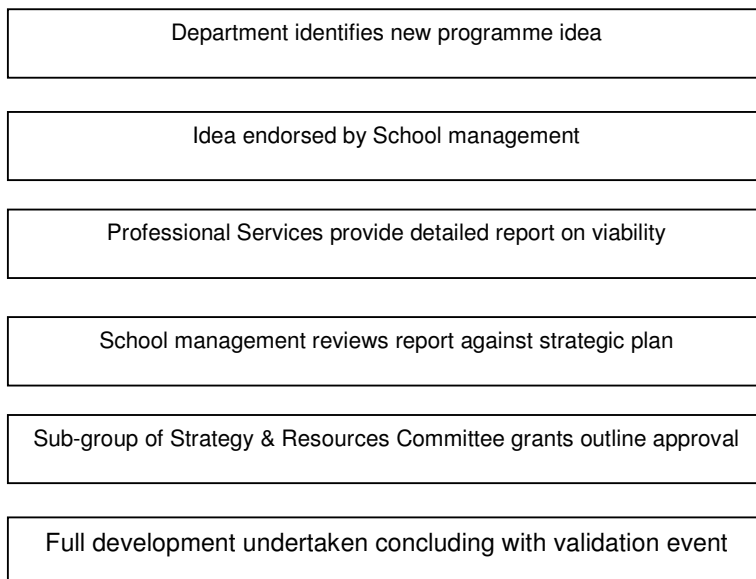 Department identifies new programme idea
Idea endorsed by School management
Professional Services provide detailed report on viability
School management reviews report against strategic plan
Sub-group of Strategy & Resources Committee grants outline approval
Full development undertaken concluding with validation event